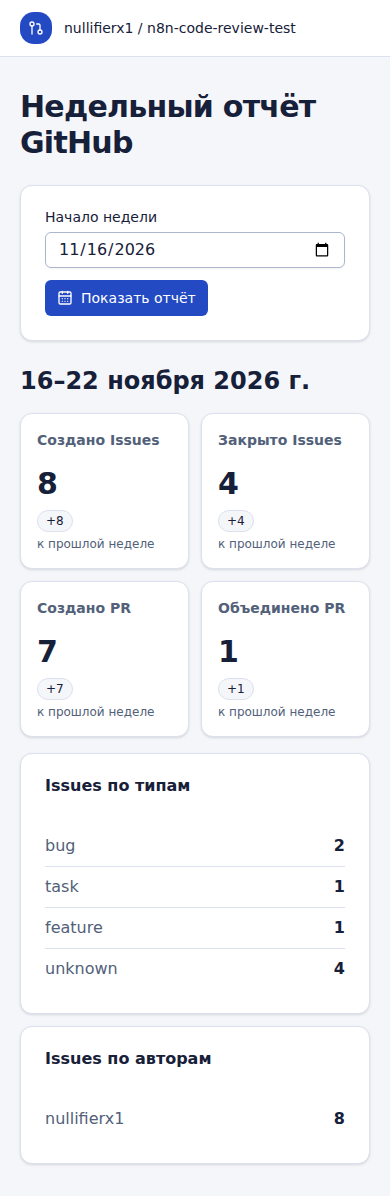 nullifierx1 / n8n-code-review-test
Недельный отчёт
GitHub
Начало недели
11/16/2026
Показать отчёт
16–22 ноября 2026 г.
Создано Issues
8
+8
к прошлой неделе
Закрыто Issues
4
+4
к прошлой неделе
Создано PR
7
+7
к прошлой неделе
Объединено PR
1
+1
к прошлой неделе
Issues по типам
bug 2
task 1
feature 1
unknown 4
Issues по авторам
nullifierx1 8